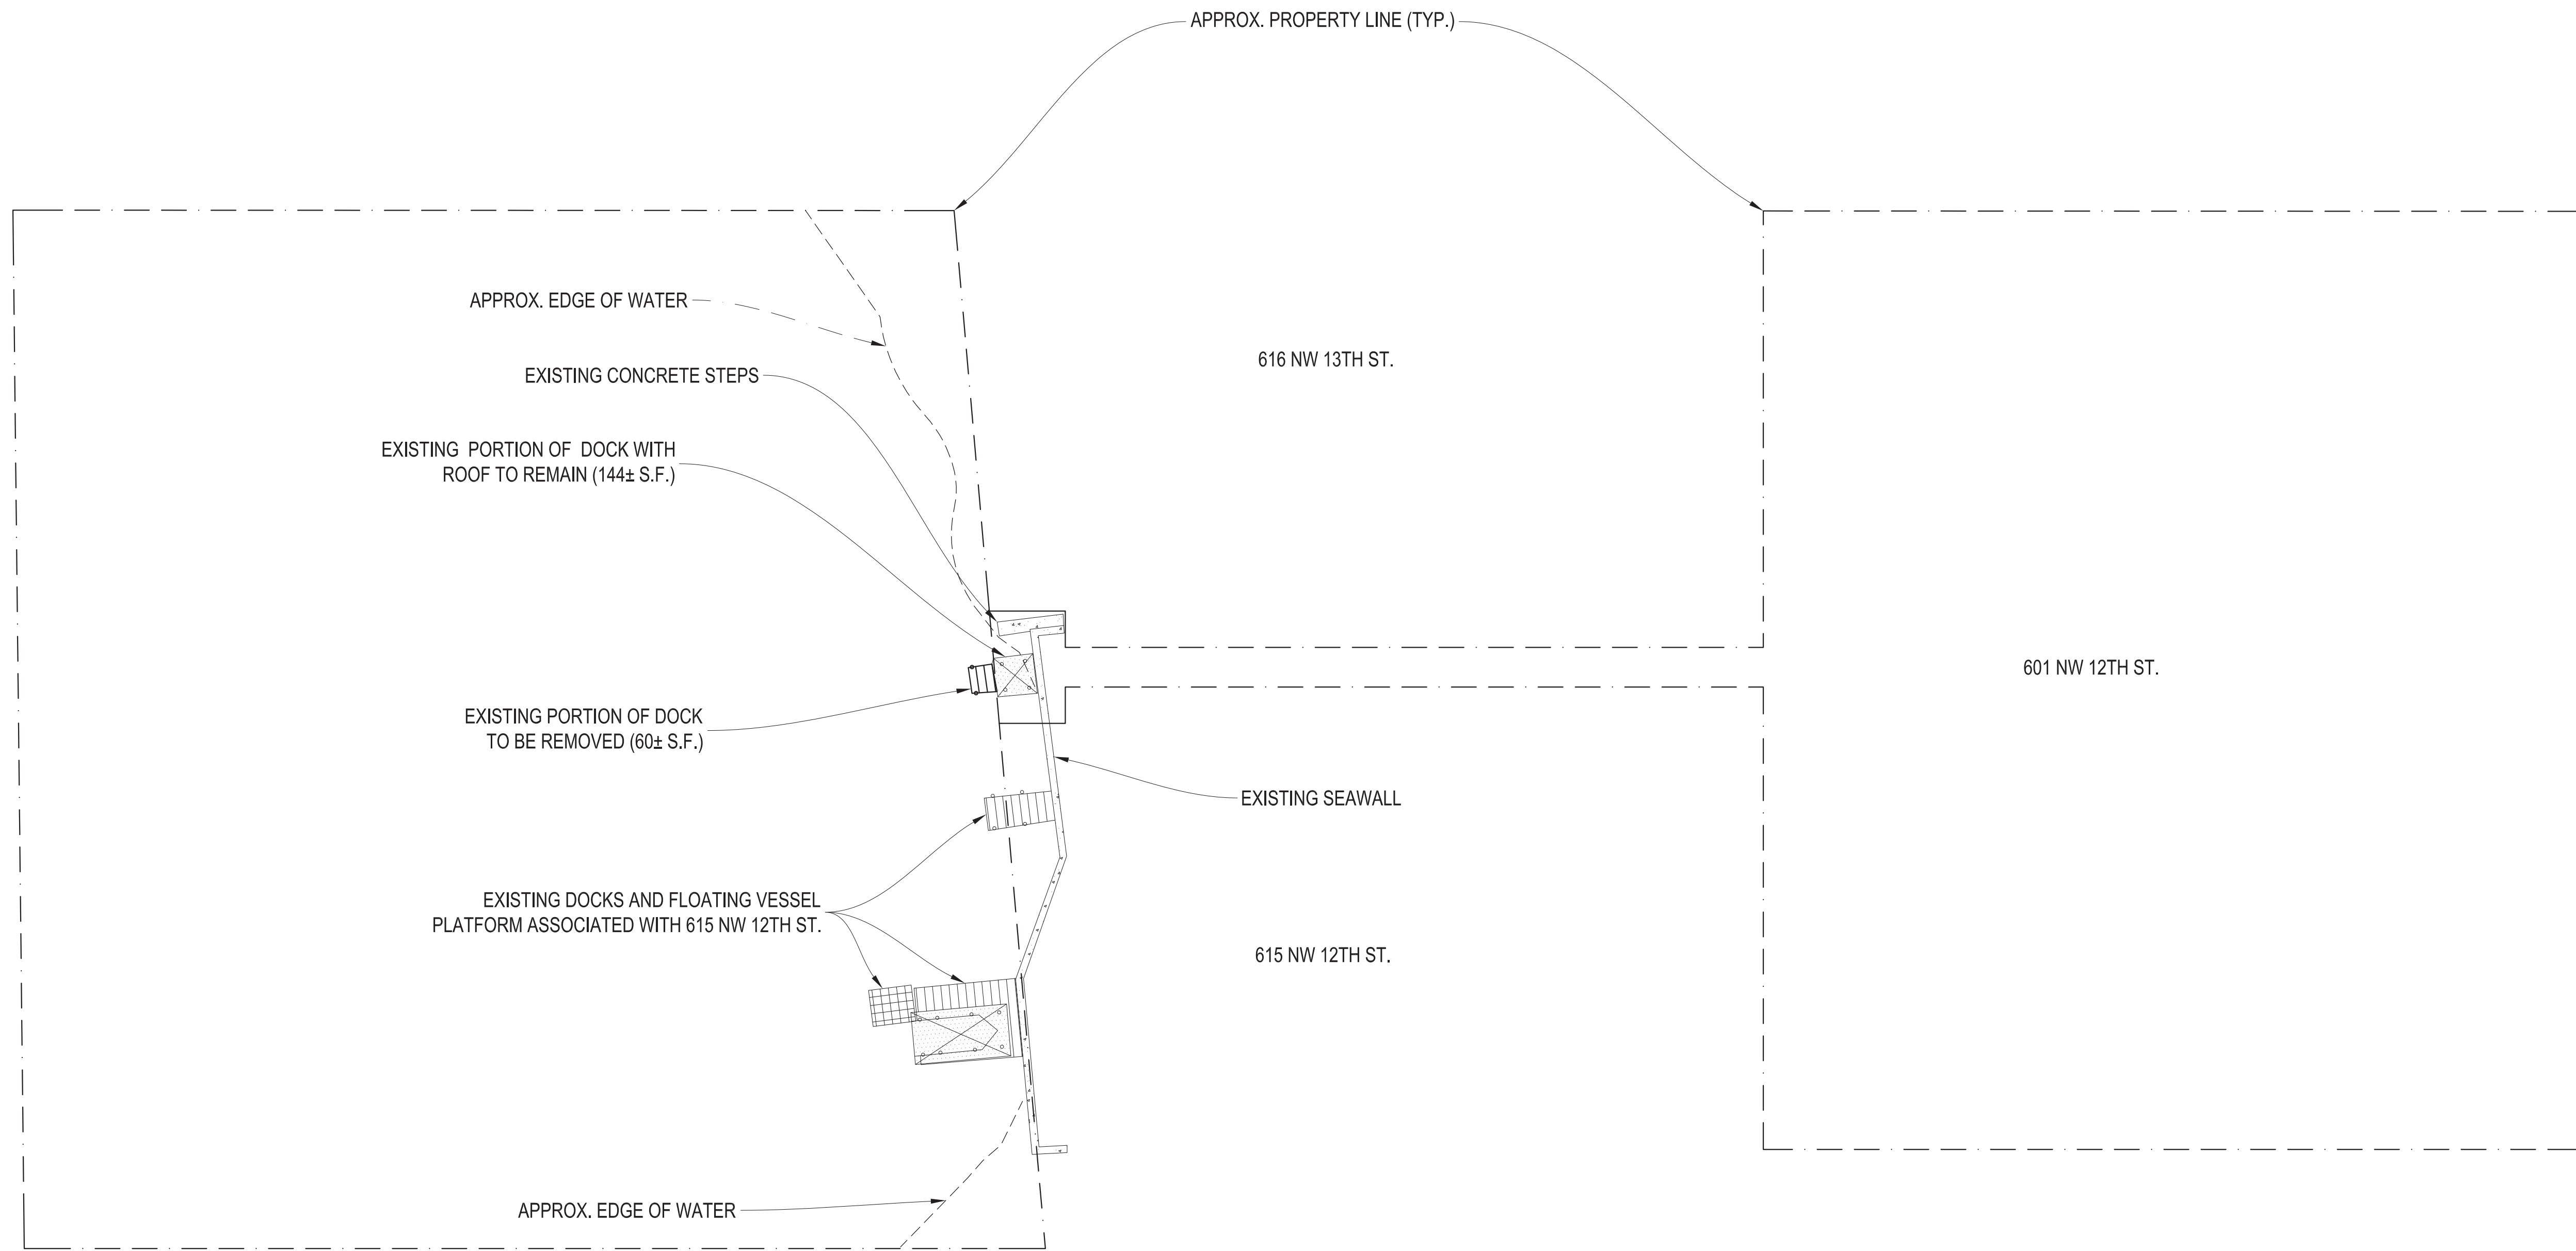 APPROX. PROPERTY LINE (TYP.)
APPROX. EDGE OF WATER
616 NW 13TH ST.
EXISTING CONCRETE STEPS
EXISTING PORTION OF DOCK WITH
ROOF TO REMAIN (144± S.F.)
601 NW 12TH ST.
EXISTING PORTION OF DOCK
TO BE REMOVED (60± S.F.)
EXISTING SEAWALL
EXISTING DOCKS AND FLOATING VESSEL
PLATFORM ASSOCIATED WITH 615 NW 12TH ST.
615 NW 12TH ST.
APPROX. EDGE OF WATER